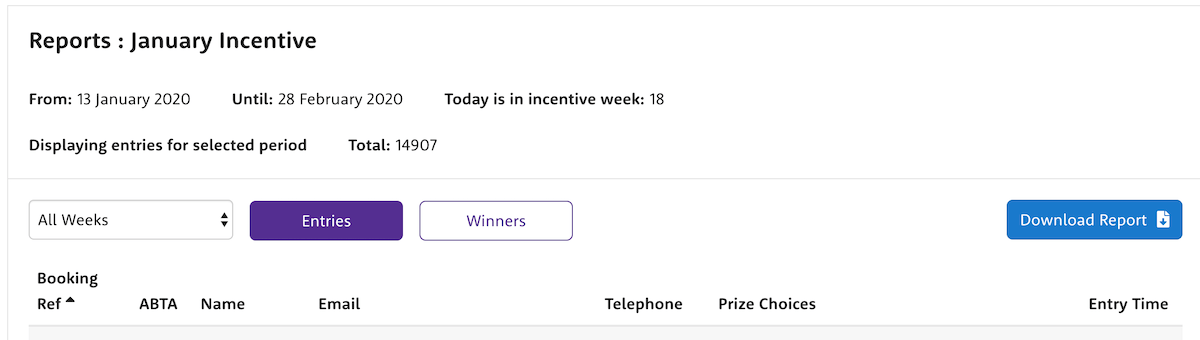 Reports : January Incentive
From: 13 January 2020 Until: 28 February 2020 Today is in incentive week: 18
Displaying entries for selected period Total: 14907
All Weeks Entries Winners Download Report
Booking
Ref ABTA Name Email Telephone Prize Choices Entry Time